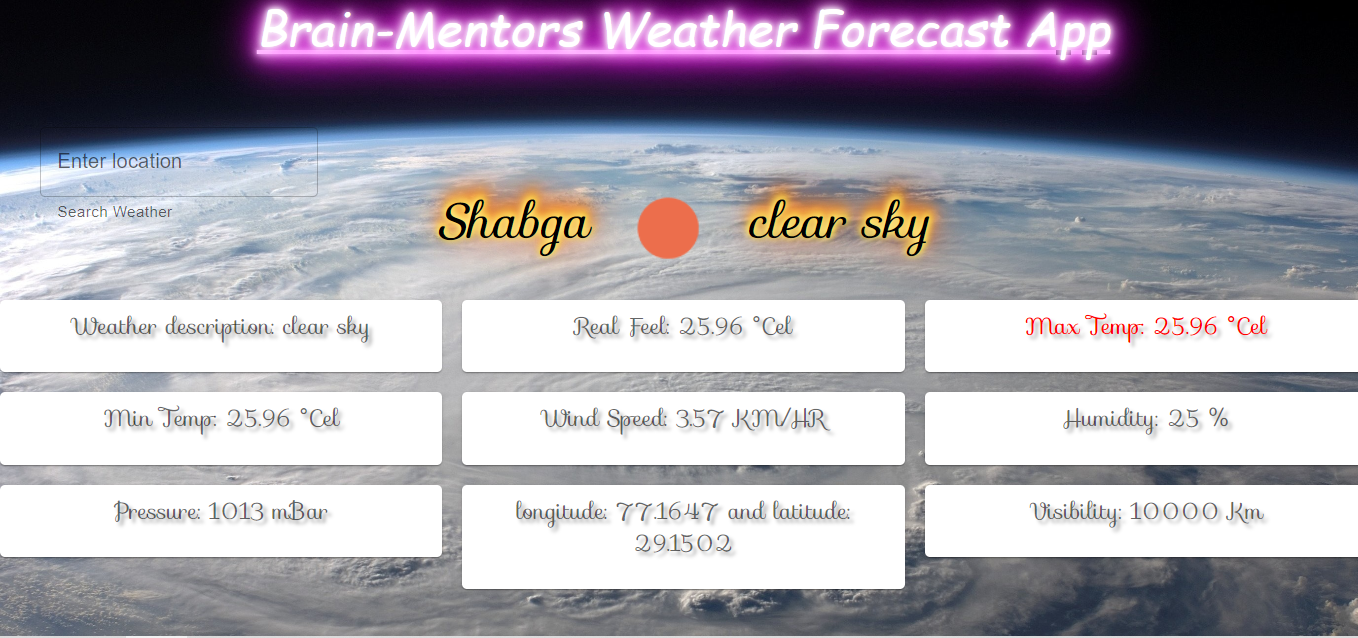 Brain-Mentors Weather Forecast App
Enter location
Search Weather
Shabga
clear sky
Weather description: clear sky
Real Feel: 25.96 °Cel
Max Temp: 25.96 °Cel
Min Temp: 25.96 °Cel
Wind Speed: 3.57 KM/HR
Humidity: 25 %
Pressure: 1013 mBar
longitude: 77.1647 and latitude:
29.1502
Visibility: 10000 Km